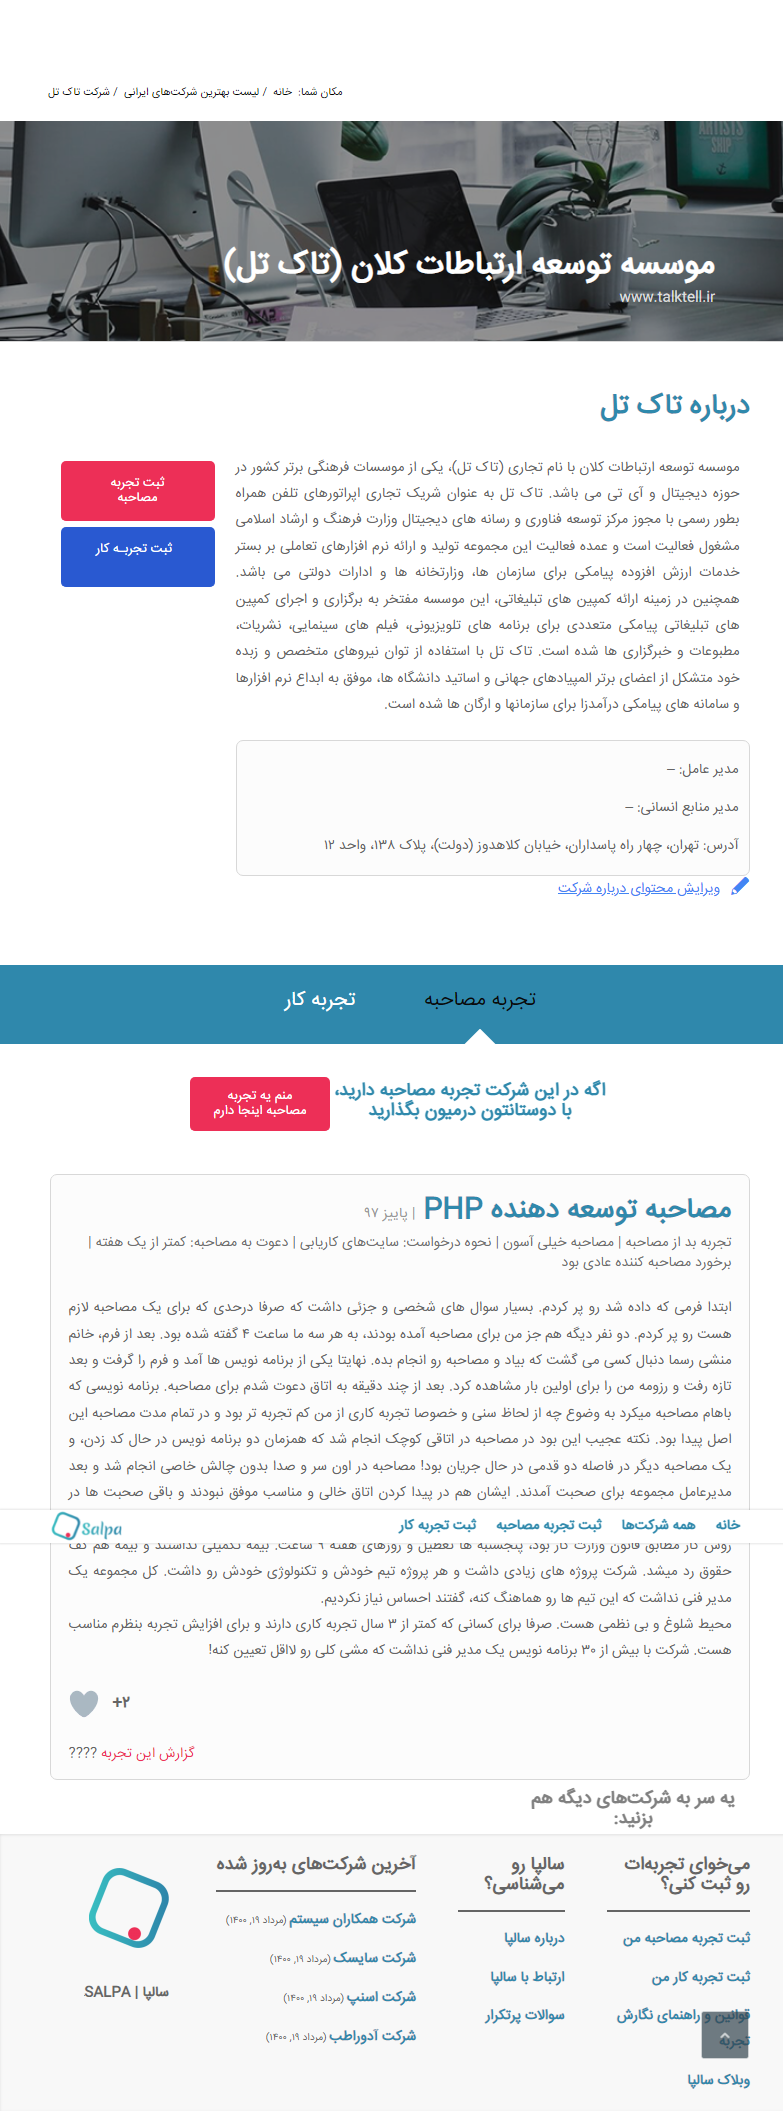 مکان شما: خانه / لیست بهترین شرکت‌های ایرانی / شرکت تاک تل
ARTISTS
SHIP
موسسه توسعه ارتباطات کلان (تاک تل)
www.talktell.ir
درباره تاک تل
موسسه توسعه ارتباطات کلان با نام تجاری (تاک تل)، یکی از موسسات فرهنگی برتر کشور در
حوزه دیجیتال و آی تی می باشد. تاک تل به عنوان شریک تجاری اپراتورهای تلفن همراه
بطور رسمی با مجوز مرکز توسعه فناوری و رسانه های دیجیتال وزارت فرهنگ و ارشاد اسلامی
مشغول فعالیت است و عمده فعالیت این مجموعه تولید و ارائه نرم افزارهای تعاملی بر بستر
خدمات ارزش افزوده پیامکی برای سازمان ها، وزارتخانه ها و ادارات دولتی می باشد.
همچنین در زمینه ارائه کمپین های تبلیغاتی، این موسسه مفتخر به برگزاری و اجرای کمپین
های تبلیغاتی پیامکی متعددی برای برنامه های تلویزیونی، فیلم های سینمایی، نشریات،
مطبوعات و خبرگزاری ها شده است. تاک تل با استفاده از توان نیروهای متخصص و زبده
خود متشکل از اعضای برتر المپیادهای جهانی و اساتید دانشگاه ها، موفق به ابداع نرم افزارها
و سامانه های پیامکی درآمدزا برای سازمانها و ارگان ها شده است.
ثبت تجربه
مصاحبه
ثبت تجربـه کار
مدیر عامل: –
مدیر منابع انسانی: –
آدرس: تهران، چهار راه پاسداران، خیابان کلاهدوز (دولت)، پلاک ۱۳۸، واحد ۱۲
ویرایش محتوای درباره شرکت
تجربه مصاحبه
تجربه کار
اگه در این شرکت تجربه مصاحبه دارید،
با دوستانتون درمیون بگذارید
منم یه تجربه
مصاحبه اینجا دارم
مصاحبه توسعه دهنده PHP | پاییز ۹۷
تجربه بد از مصاحبه | مصاحبه خیلی آسون | نحوه درخواست: سایت‌های کاریابی | دعوت به مصاحبه: کمتر از یک هفته |
برخورد مصاحبه کننده عادی بود
ابتدا فرمی که داده شد رو پر کردم. بسیار سوال های شخصی و جزئی داشت که صرفا درحدی که برای یک مصاحبه لازم
هست رو پر کردم. دو نفر دیگه هم جز من برای مصاحبه آمده بودند، به هر سه ما ساعت ۴ گفته شده بود. بعد از فرم، خانم
منشی رسما دنبال کسی می گشت که بیاد و مصاحبه رو انجام بده. نهایتا یکی از برنامه نویس ها آمد و فرم را گرفت و بعد
تازه رفت و رزومه من را برای اولین بار مشاهده کرد. بعد از چند دقیقه به اتاق دعوت شدم برای مصاحبه. برنامه نویسی که
باهام مصاحبه میکرد به وضوح چه از لحاظ سنی و خصوصا تجربه کاری از من کم تجربه تر بود و در تمام مدت مصاحبه این
اصل پیدا بود. نکته عجیب این بود در مصاحبه در اتاقی کوچک انجام شد که همزمان دو برنامه نویس در حال کد زدن، و
یک مصاحبه دیگر در فاصله دو قدمی در حال جریان بود! مصاحبه در اون سر و صدا بدون چالش خاصی انجام شد و بعد
مدیرعامل مجموعه برای صحبت آمدند. ایشان هم در پیدا کردن اتاق خالی و مناسب موفق نبودند و باقی صحبت ها در
خانه
همه شرکت‌ها
ثبت تجربه مصاحبه
ثبت تجربه کار
Salpa
روش کار مطابق قانون وزارت کار بود، پنجشنبه ها تعطیل و روزهای هفته ۹ ساعت. بیمه تکمیلی نداشتند و بیمه هم کف
حقوق رد میشد. شرکت پروژه های زیادی داشت و هر پروژه تیم خودش و تکنولوژی خودش رو داشت. کل مجموعه یک
مدیر فنی نداشت که این تیم ها رو هماهنگ کنه، گفتند احساس نیاز نکردیم.
محیط شلوغ و بی نظمی هست. صرفا برای کسانی که کمتر از ۳ سال تجربه کاری دارند و برای افزایش تجربه بنظرم مناسب
هست. شرکت با بیش از ۳۰ برنامه نویس یک مدیر فنی نداشت که مشی کلی رو لااقل تعیین کنه!
+۲
گزارش این تجربه ????
یه سر به شرکت‌های دیگه هم
بزنید:
می‌خوای تجربه‌ات
رو ثبت کنی؟
ثبت تجربه مصاحبه من
ثبت تجربه کار من
قوانین و راهنمای نگارش
تجربه
وبلاک سالپا
سالپا رو
می‌شناسی؟
درباره سالپا
ارتباط با سالپا
سوالات پرتکرار
آخرین شرکت‌های به‌روز شده
شرکت همکاران سیستم (مرداد ۱۹, ۱۴۰۰)
شرکت سایسک (مرداد ۱۹, ۱۴۰۰)
شرکت اسنپ (مرداد ۱۹, ۱۴۰۰)
شرکت آدوراطب (مرداد ۱۹, ۱۴۰۰)
سالپا | SALPA